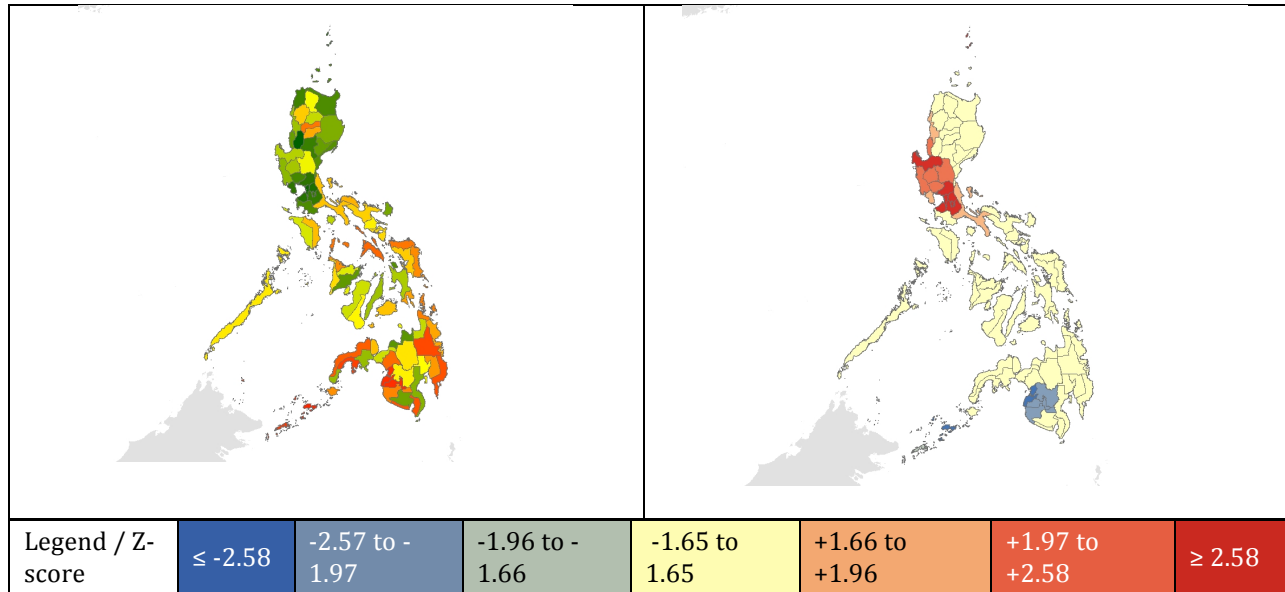 Legend / Z-
score
≤ -2.58
-2.57 to -
1.97
-1.96 to -
1.66
-1.65 to
1.65
+1.66 to
+1.96
+1.97 to
+2.58
≥ 2.58